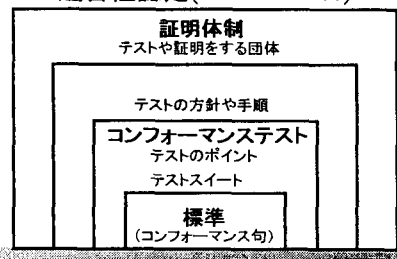 証明体制
テストや証明をする団体
テストの方針や手順
コンフォーマンステスト
テストのポイント
テストスイート
標準
(コンフォーマンス句)